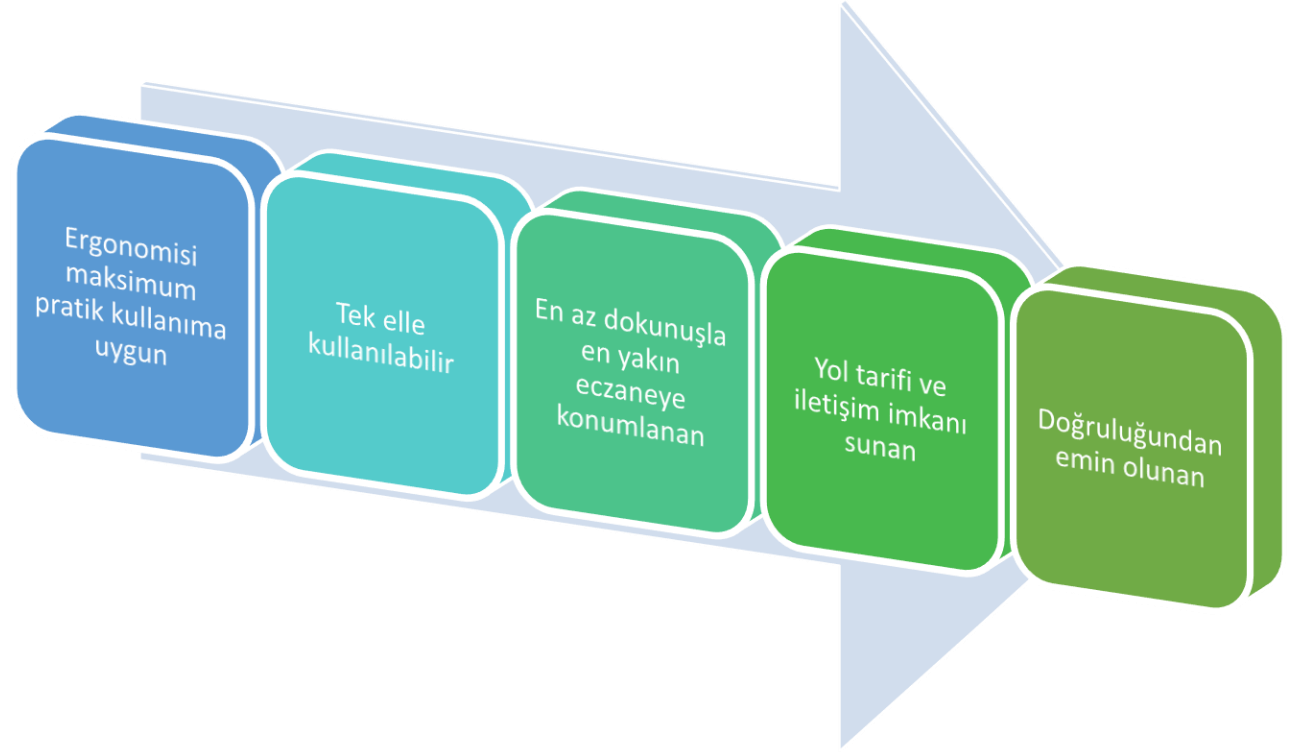 Ergonomisi
maksimum
pratik kullanıma
uygun
Tek elle
kullanılabilir
En az dokunuşla
en yakın
eczaneye
konumlanan
Yol tarifi ve
iletişim imkanı
sunan
Doğruluğundan
emin olunan